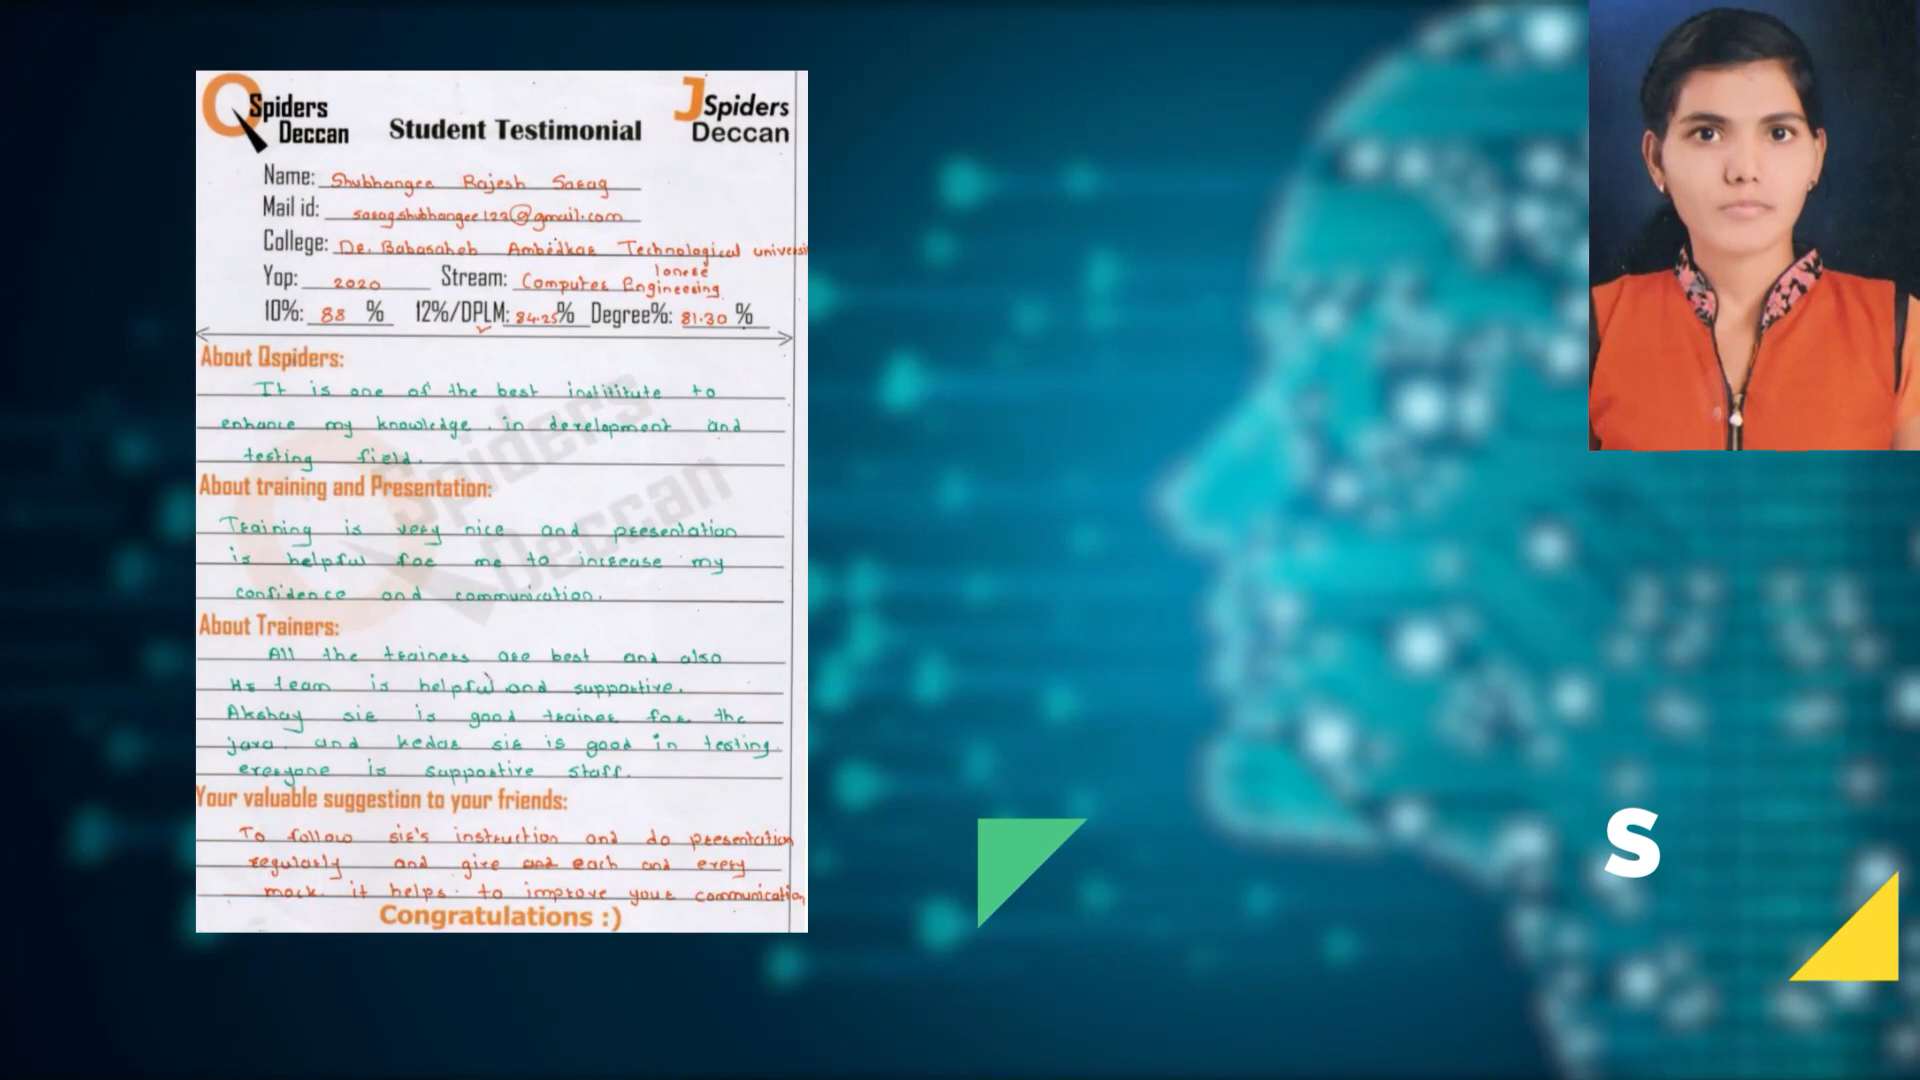 QSpiders
Deccan
Student Testimonial
JSpiders
Deccan
Name: Shubhangee Rajesh Sarag
Mail id: saragshubhangee123@gmail.com
College: Dr. Babasaheb Ambedkar Technological universi
lonere
Yop: 2020 Stream: Computer Engineering
10%: 88 % 12%/DPLM: 84.25% Degree%: 81.30 %
About Qspiders:
It is one of the best instititute to
enhance my knowledge in development and
testing field.
About training and Presentation:
Training is very nice and presentation
is helpful for me to increase my
confidence and communication.
About Trainers:
All the trainers are best and also
Hr team is helpful and supportive.
Akshay sir is good trainer for the
java and kedar sir is good in testing.
everyone is supportive staff.
Your valuable suggestion to your friends:
To follow sir's instruction and do presentation
regularly and give and each and every
mock it helps to improve your communication
Congratulations :)
Spiders
Deccan
S